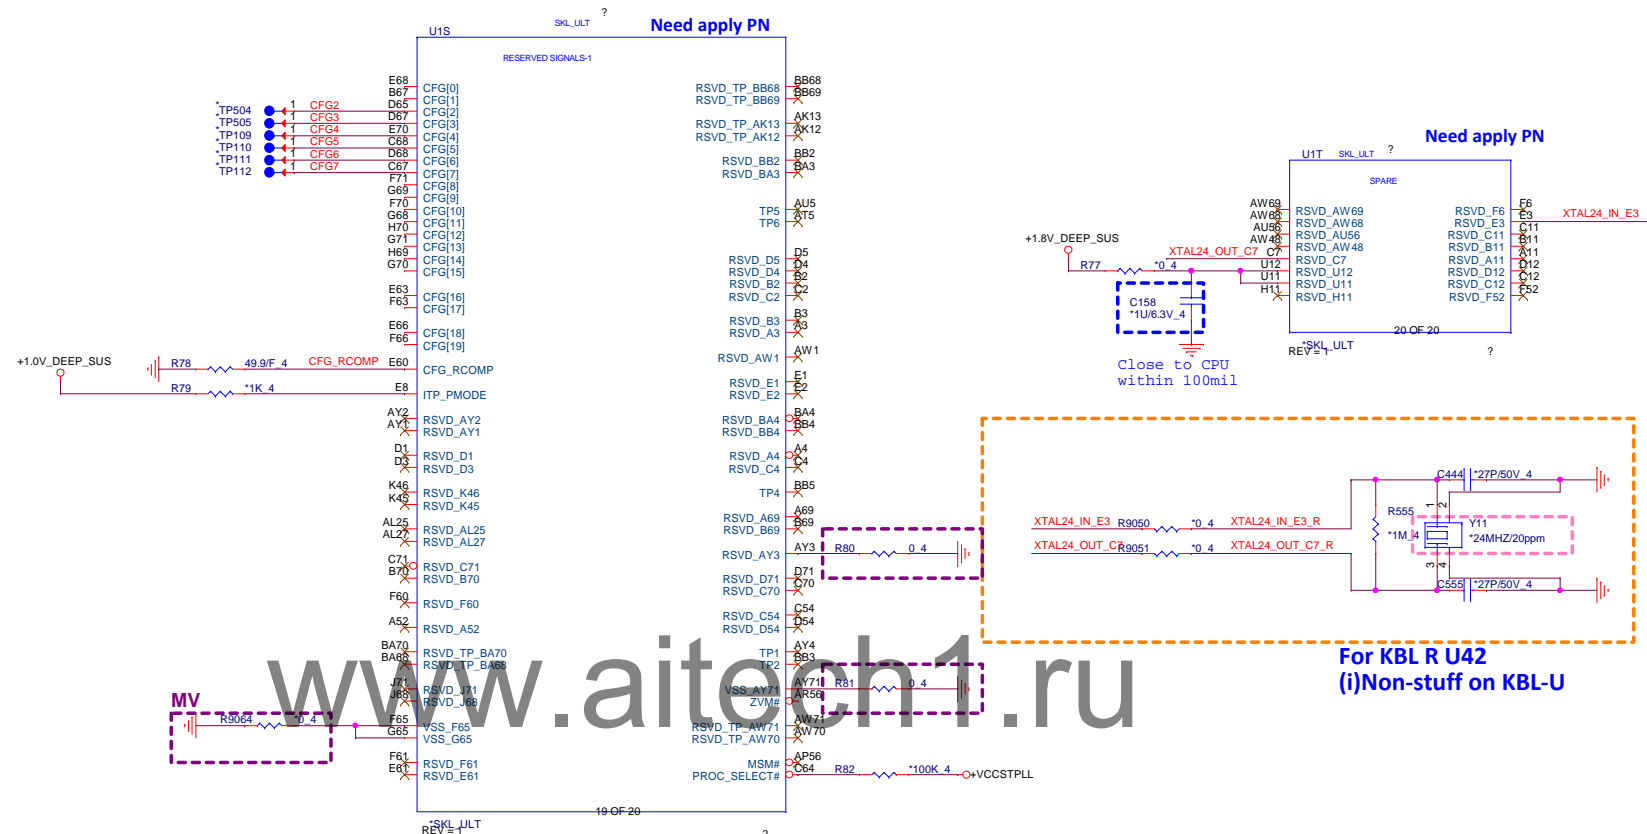 ?
SKL_ULT
Need apply PN
U1S
RESERVED SIGNALS-1
E68 CFG[0]
B67 CFG[1]
*TP504 1 CFG2 D65 CFG[2]
*TP505 1 CFG3 D67 CFG[3]
*TP109 1 CFG4 E70 CFG[4]
*TP110 1 CFG5 C68 CFG[5]
*TP111 1 CFG6 D68 CFG[6]
*TP112 1 CFG7 C67 CFG[7]
F71 CFG[8]
G69 CFG[9]
F70 CFG[10]
G68 CFG[11]
H70 CFG[12]
G71 CFG[13]
H69 CFG[14]
G70 CFG[15]
E63 CFG[16]
F63 CFG[17]
E66 CFG[18]
F66 CFG[19]
+1.0V_DEEP_SUS
R78 49.9/F_4 CFG_RCOMP E60 CFG_RCOMP
R79 *1K_4 E8 ITP_PMODE
AY2 RSVD_AY2
AY1 RSVD_AY1
D1 RSVD_D1
D3 RSVD_D3
K46 RSVD_K46
K45 RSVD_K45
AL25 RSVD_AL25
AL27 RSVD_AL27
C71 RSVD_C71
B70 RSVD_B70
F60 RSVD_F60
A52 RSVD_A52
BA70 RSVD_TP_BA70
BA68 RSVD_TP_BA68
J71 RSVD_J71
J68 RSVD_J68
MV
R9064 *0_4 F65 VSS_F65
G65 VSS_G65
F61 RSVD_F61
E61 RSVD_E61
RSVD_TP_BB68 BB68
RSVD_TP_BB69 BB69
RSVD_TP_AK13 AK13
RSVD_TP_AK12 AK12
RSVD_BB2 BB2
RSVD_BA3 BA3
TP5 AU5
TP6 AT5
RSVD_D5 D5
RSVD_D4 D4
RSVD_B2 B2
RSVD_C2 C2
RSVD_B3 B3
RSVD_A3 A3
RSVD_AW1 AW1
RSVD_E1 E1
RSVD_E2 E2
RSVD_BA4 BA4
RSVD_BB4 BB4
RSVD_A4 A4
RSVD_C4 C4
TP4 BB5
RSVD_A69 A69
RSVD_B69 B69
RSVD_AY3 AY3 R80 0_4
RSVD_D71 D71
RSVD_C70 C70
RSVD_C54 C54
RSVD_D54 D54
TP1 AY4
TP2 BB3
VSS_AY71 AY71 R81 0_4
ZVM# AR56
RSVD_TP_AW71 AW71
RSVD_TP_AW70 AW70
MSM# AP56
PROC_SELECT# C64 R82 *100K_4 +VCCSTPLL
19 OF 20
*SKL_ULT
REV = 1
?
www.aitech1.ru
Need apply PN
U1T SKL_ULT ?
SPARE
AW69 RSVD_AW69
AW68 RSVD_AW68
AU56 RSVD_AU56
AW48 RSVD_AW48
XTAL24_OUT_C7 C7 RSVD_C7
+1.8V_DEEP_SUS
R77 *0_4 U12 RSVD_U12
U11 RSVD_U11
H11 RSVD_H11
RSVD_F6 F6
RSVD_E3 E3 XTAL24_IN_E3
RSVD_C11 C11
RSVD_B11 B11
RSVD_A11 A11
RSVD_D12 D12
RSVD_C12 C12
RSVD_F52 F52
C158
*1U/6.3V_4
20 OF 20
*SKL_ULT
REV = 1
?
Close to CPU
within 100mil
C444 *27P/50V_4
XTAL24_IN_E3 R9050 *0_4 XTAL24_IN_E3_R
XTAL24_OUT_C7 R9051 *0_4 XTAL24_OUT_C7_R
R555
*1M_4
1 2
Y11
*24MHZ/20ppm
3 4
C555 *27P/50V_4
For KBL R U42
(i)Non-stuff on KBL-U